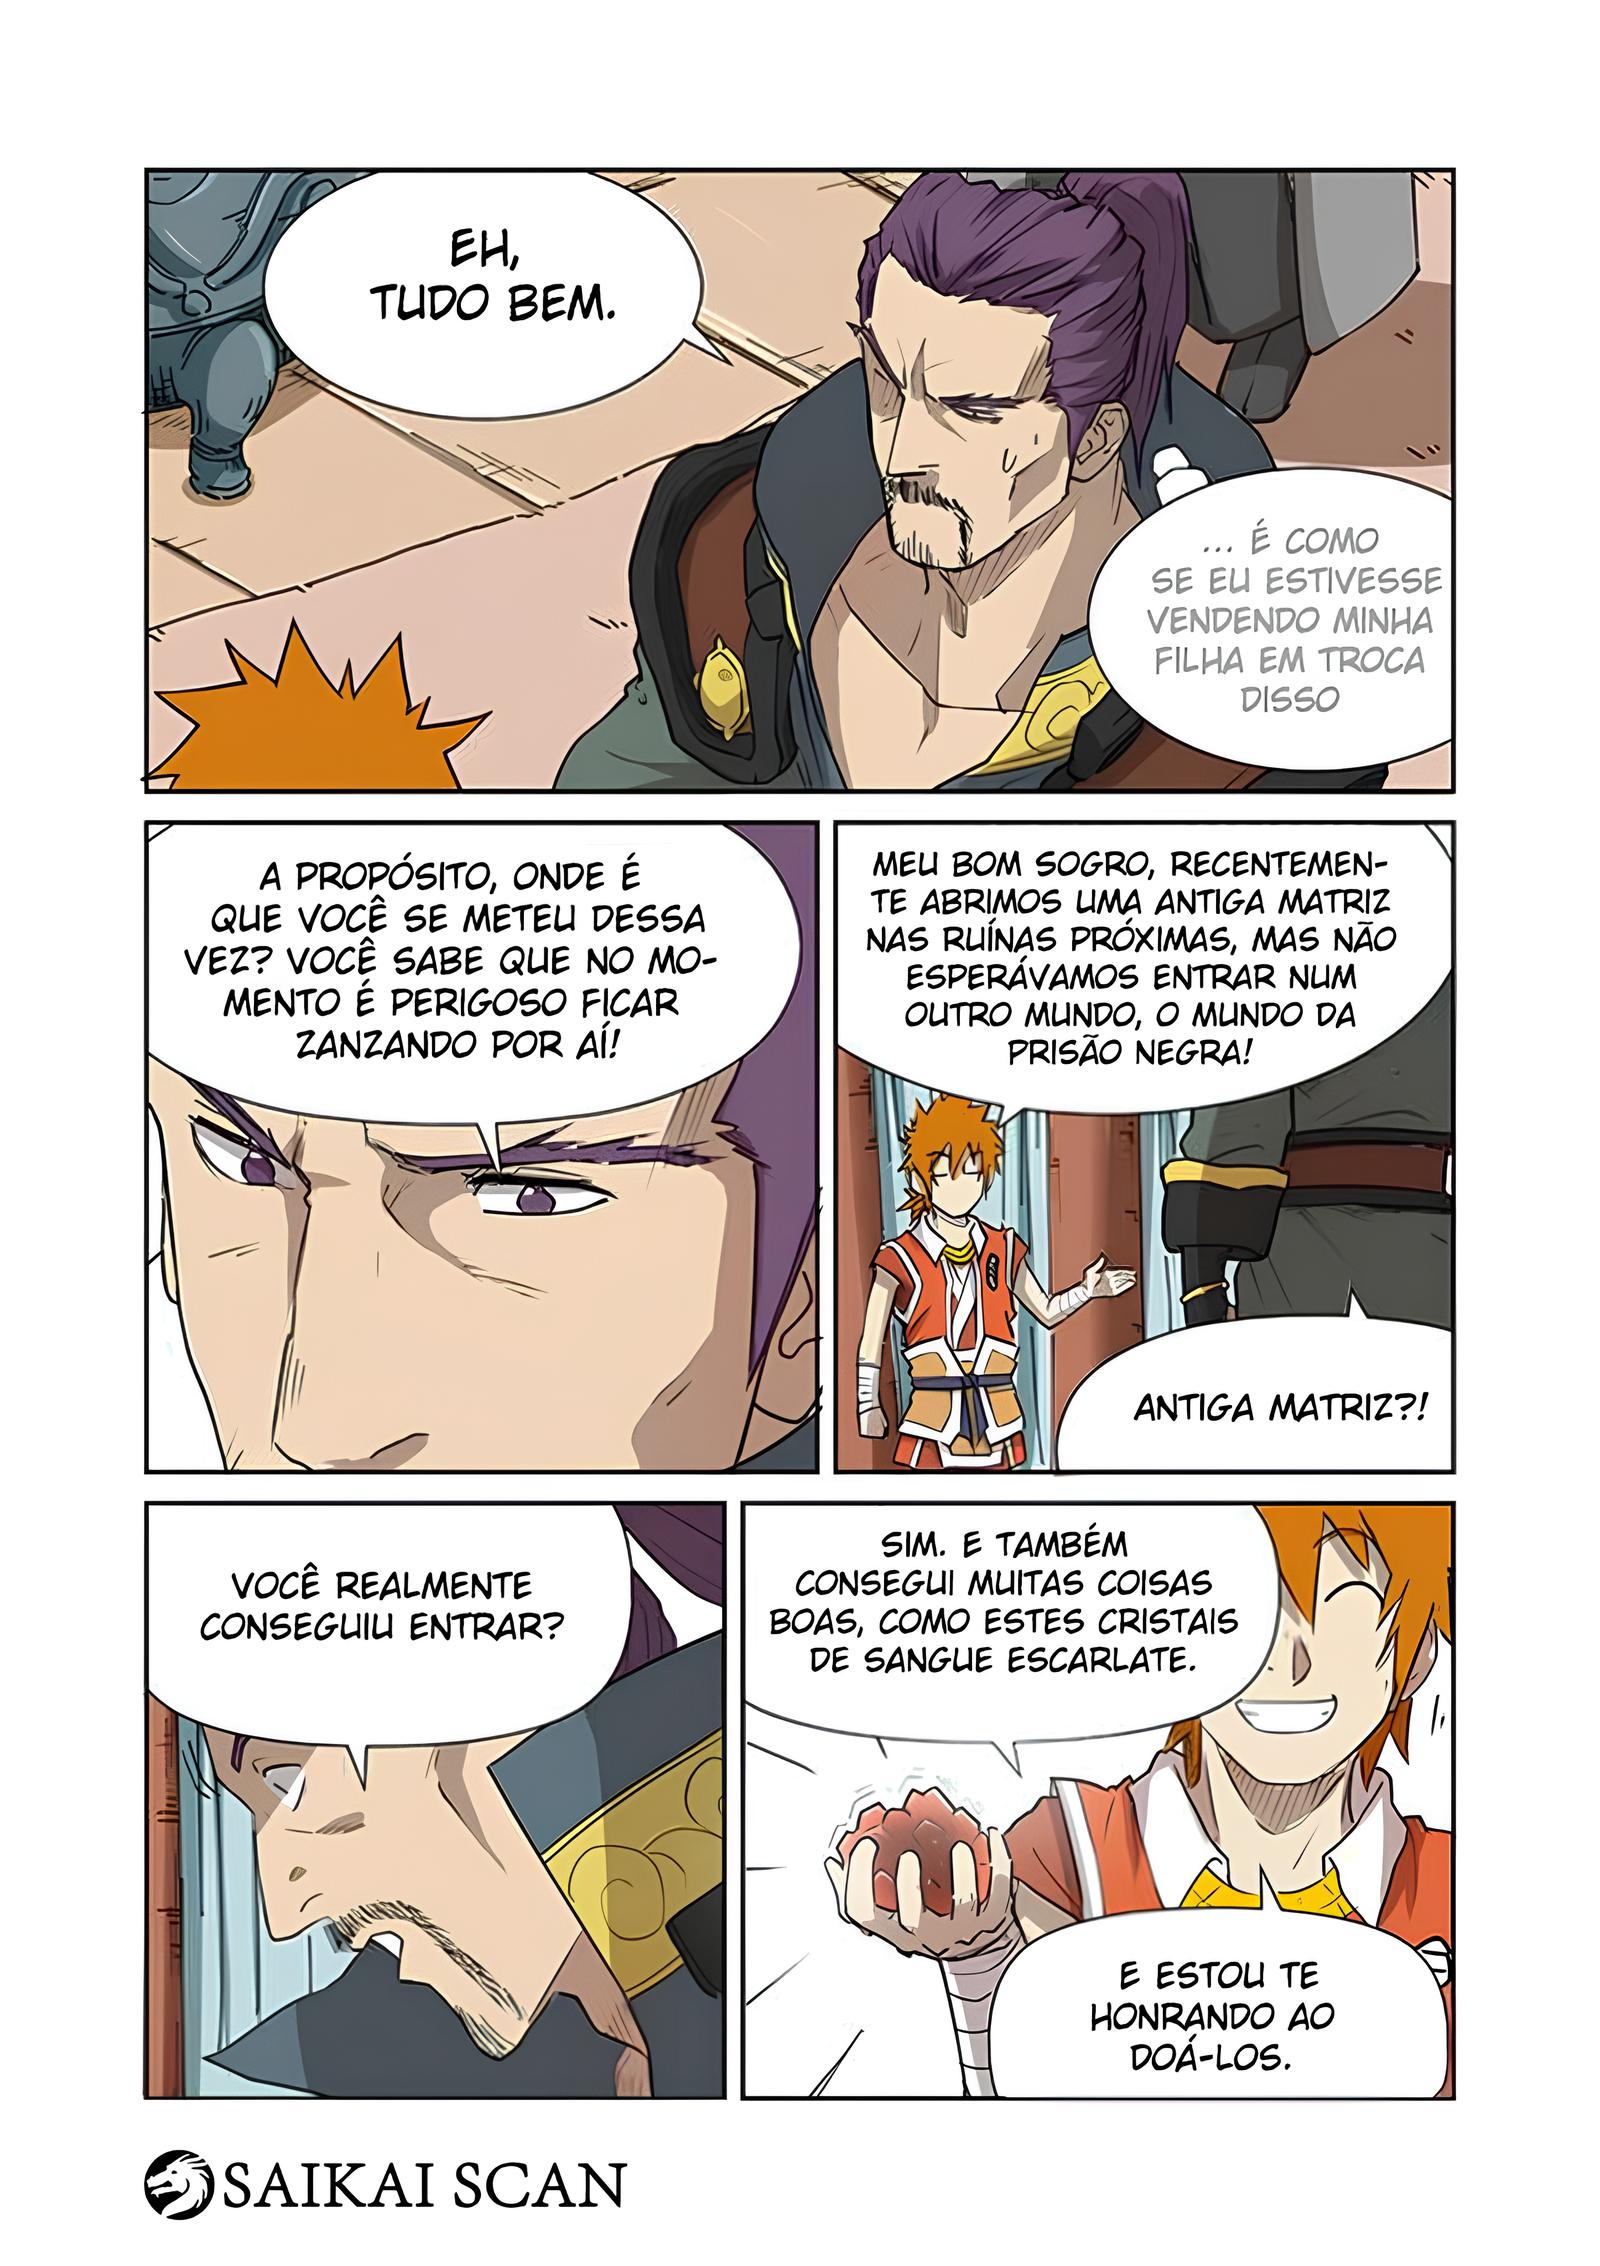 EH,
TUDO BEM.
... É COMO
SE EU ESTIVESSE
VENDENDO MINHA
FILHA EM TROCA
DISSO
A PROPÓSITO, ONDE É
QUE VOCÊ SE METEU DESSA
VEZ? VOCÊ SABE QUE NO MO-
MENTO É PERIGOSO FICAR
ZANZANDO POR AÍ!
MEU BOM SOGRO, RECENTEMEN-
TE ABRIMOS UMA ANTIGA MATRIZ
NAS RUÍNAS PRÓXIMAS, MAS NÃO
ESPERÁVAMOS ENTRAR NUM
OUTRO MUNDO, O MUNDO DA
PRISÃO NEGRA!
ANTIGA MATRIZ?!
VOCÊ REALMENTE
CONSEGUIU ENTRAR?
SIM. E TAMBÉM
CONSEGUI MUITAS COISAS
BOAS, COMO ESTES CRISTAIS
DE SANGUE ESCARLATE.
E ESTOU TE
HONRANDO AO
DOÁ-LOS.
SAIKAI SCAN